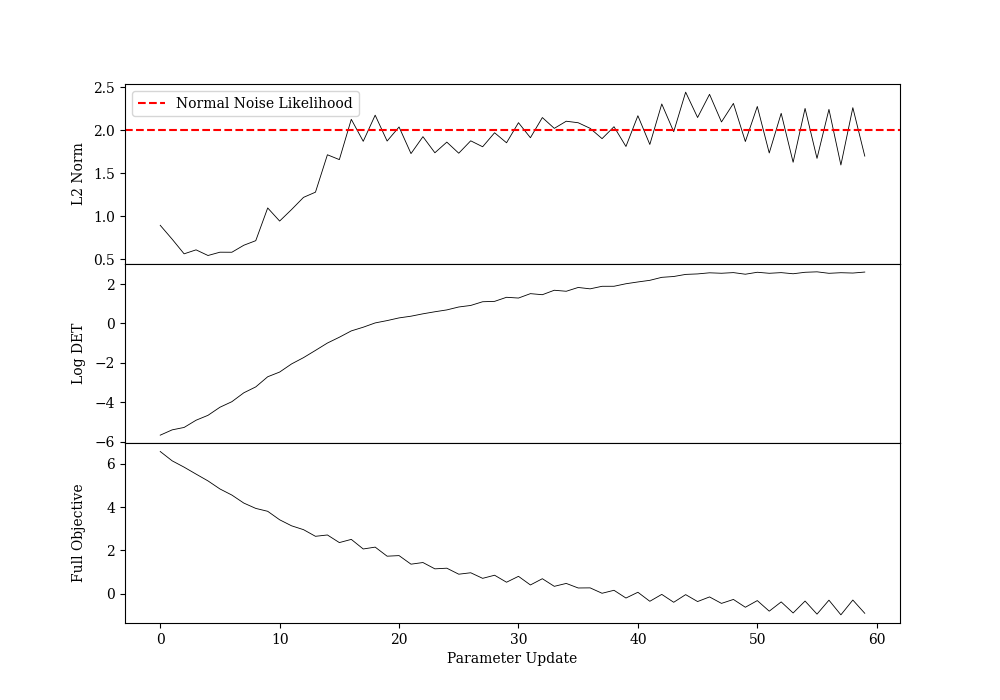 2.5
Normal Noise Likelihood
2.0
1.5
1.0
0.5
L2 Norm
2
0
−2
−4
−6
Log DET
6
4
2
0
Full Objective
0 10 20 30 40 50 60
Parameter Update